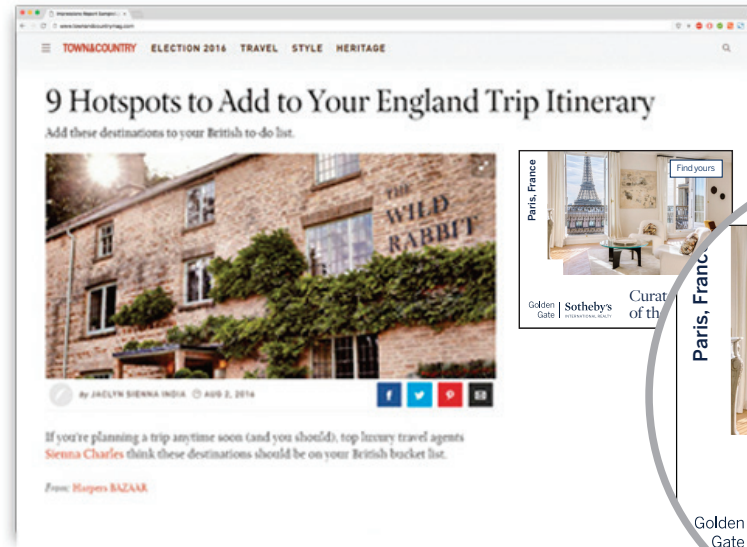 www.townandcountrymag.com
TOWN&COUNTRY ELECTION 2016 TRAVEL STYLE HERITAGE
9 Hotspots to Add to Your England Trip Itinerary
Add these destinations to your British to-do list.
THE
WILD
RABBIT
By JACLYN SIENNA INDIA AUG 2, 2016
If you're planning a trip anytime soon (and you should), top luxury travel agents
Sienna Charles think these destinations should be on your British bucket list.
From: Harpers BAZAAR
Paris, France
Find yours
Golden
Gate
Sotheby's
INTERNATIONAL REALTY
Curat
of th
Paris, Franc
Golden
Gate